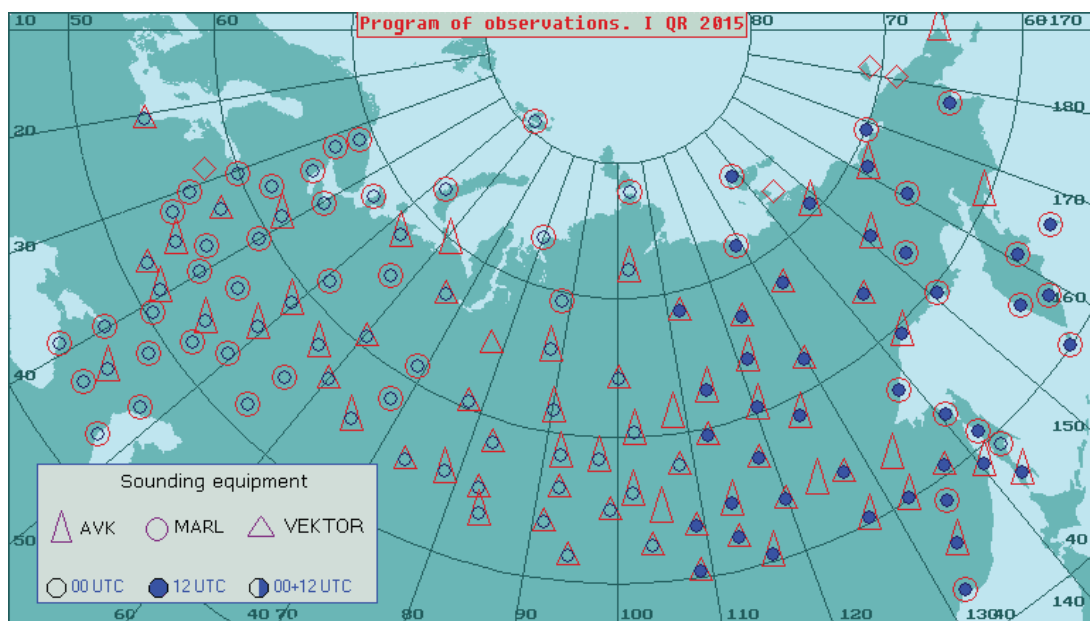 10 60 Program of observations. I QR 2015 80 70 60 170
50
20
180
170
30
160
40
150
Sounding equipment
AVK MARL VEKTOR
50 40
00 UTC 12 UTC 00+12 UTC
140
60 40 70 80 90 100 110 120 130 40